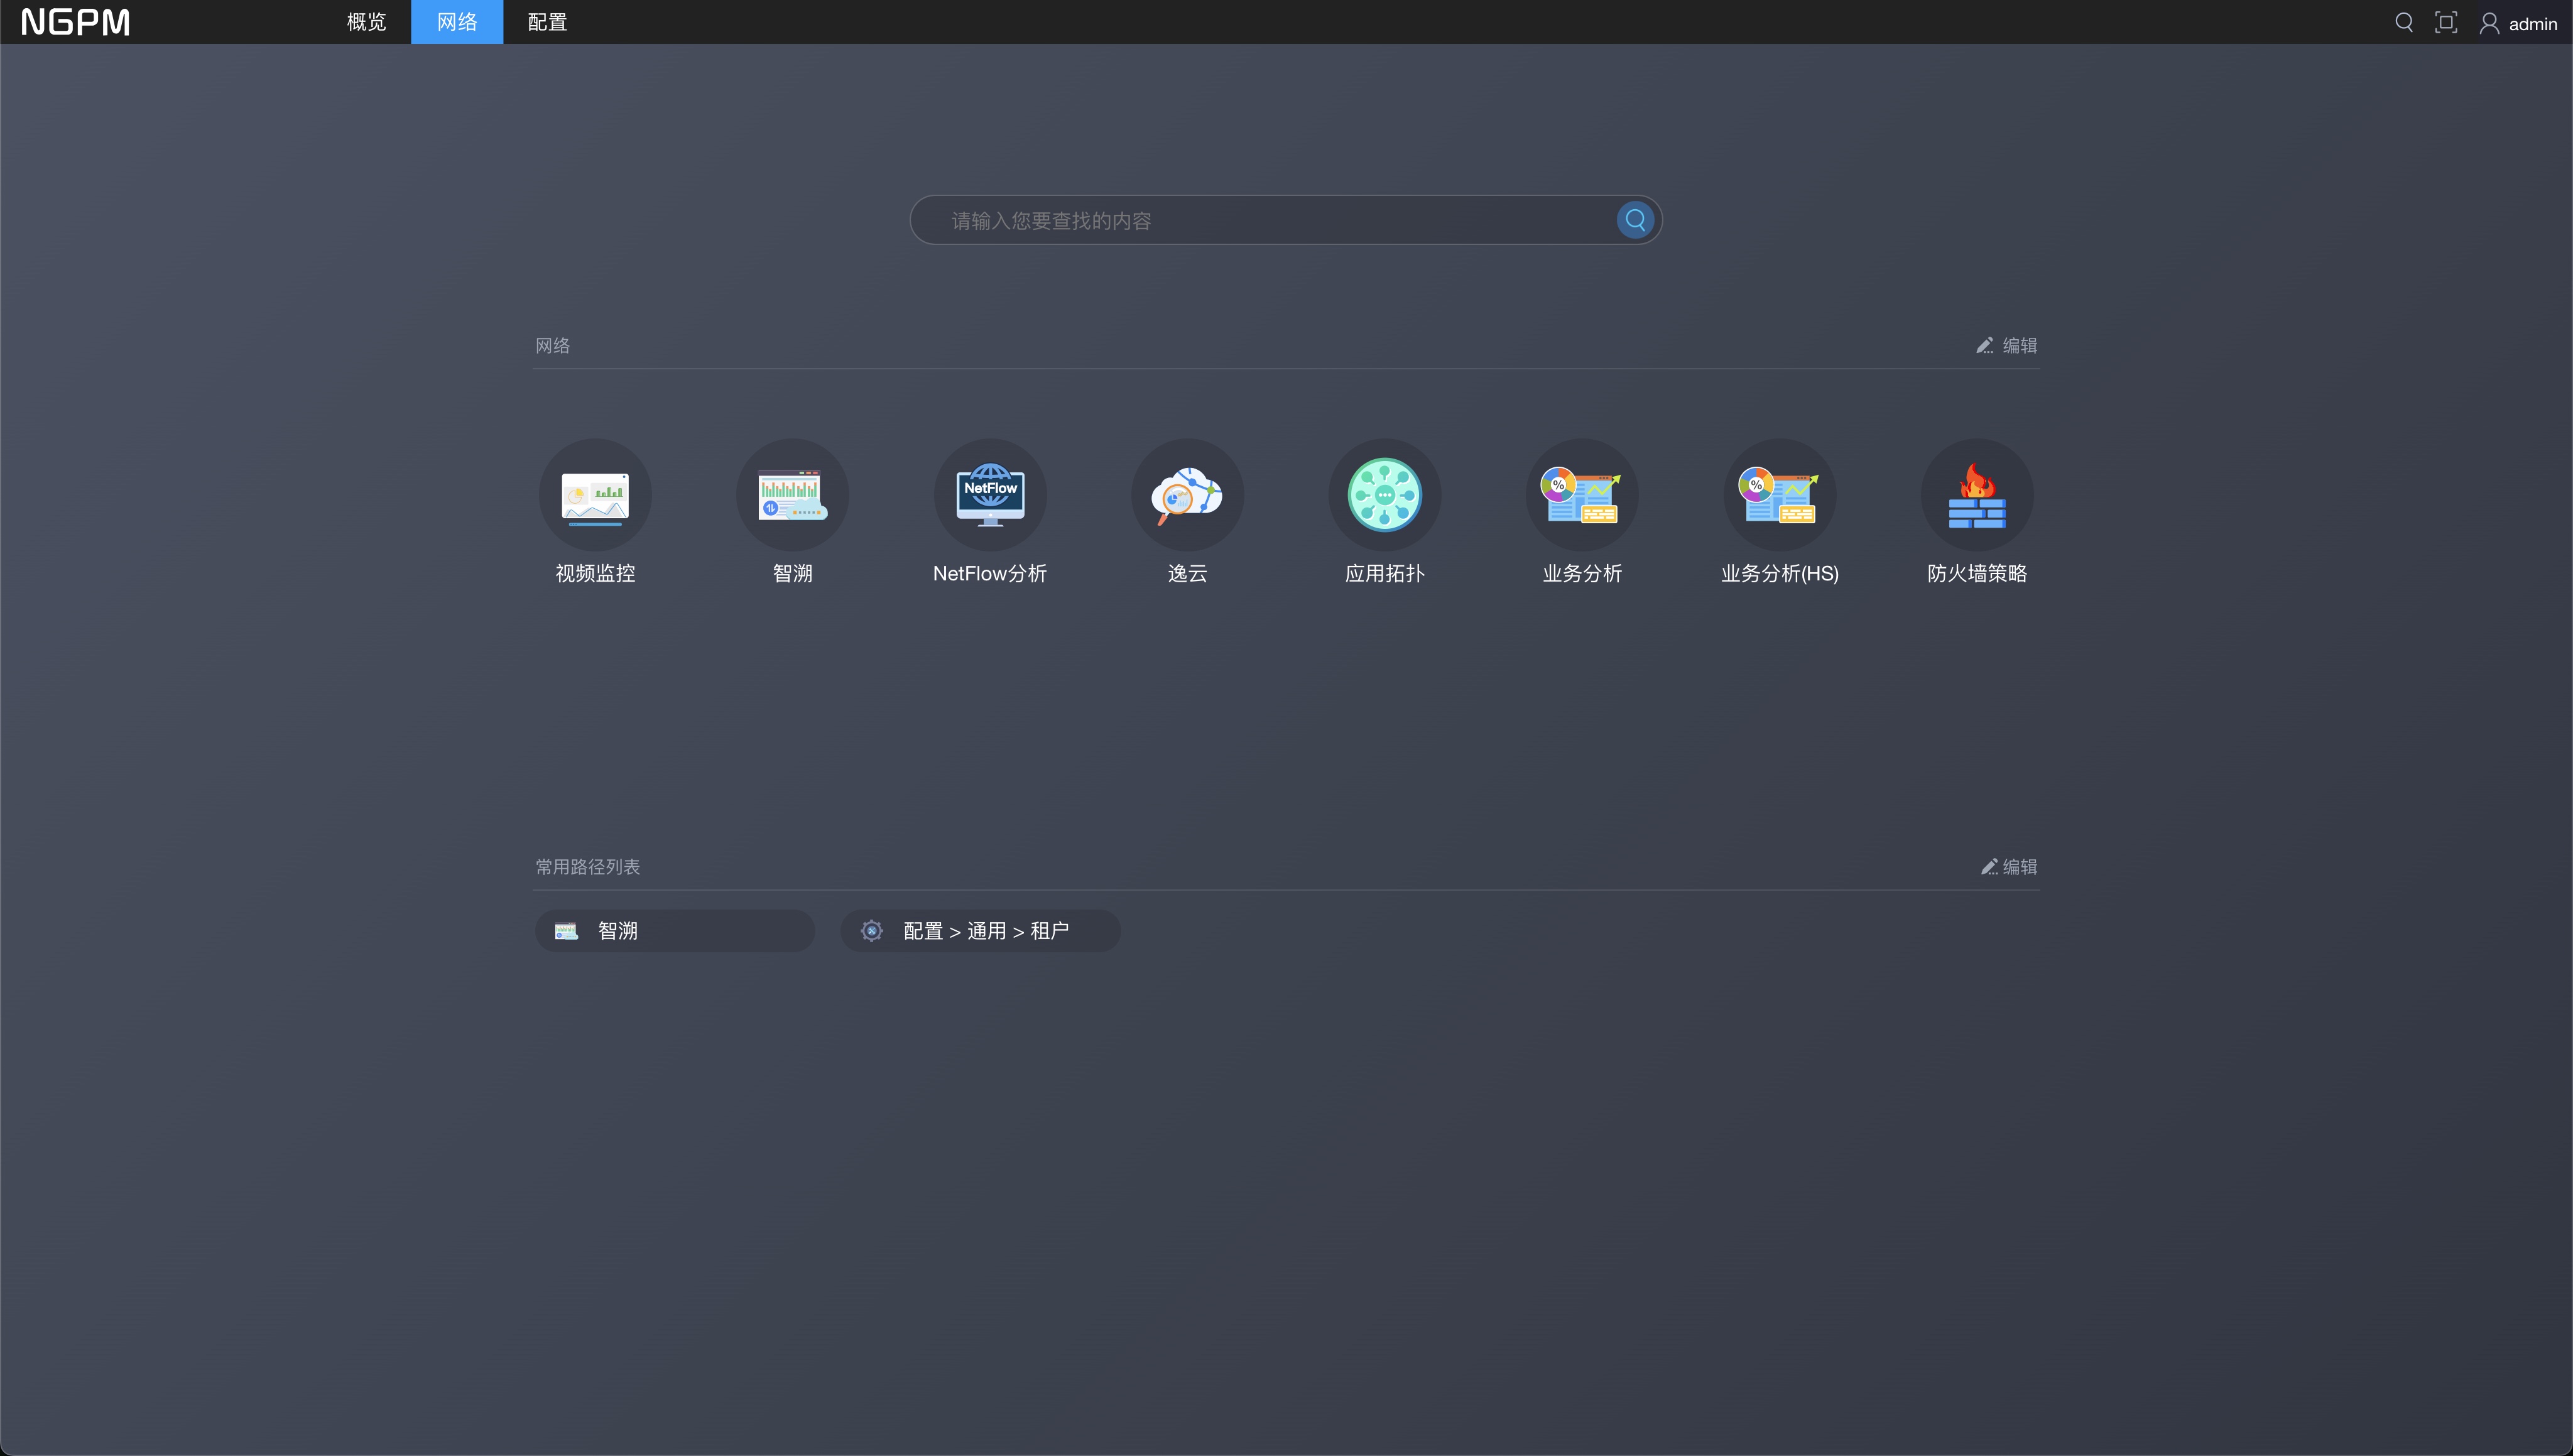 NGPM 概览 网络 配置 admin
请输入您要查找的内容
网络 编辑
NetFlow
视频监控 智溯 NetFlow分析 逸云 应用拓扑 业务分析 业务分析(HS) 防火墙策略
常用路径列表 编辑
智溯 配置 > 通用 > 租户